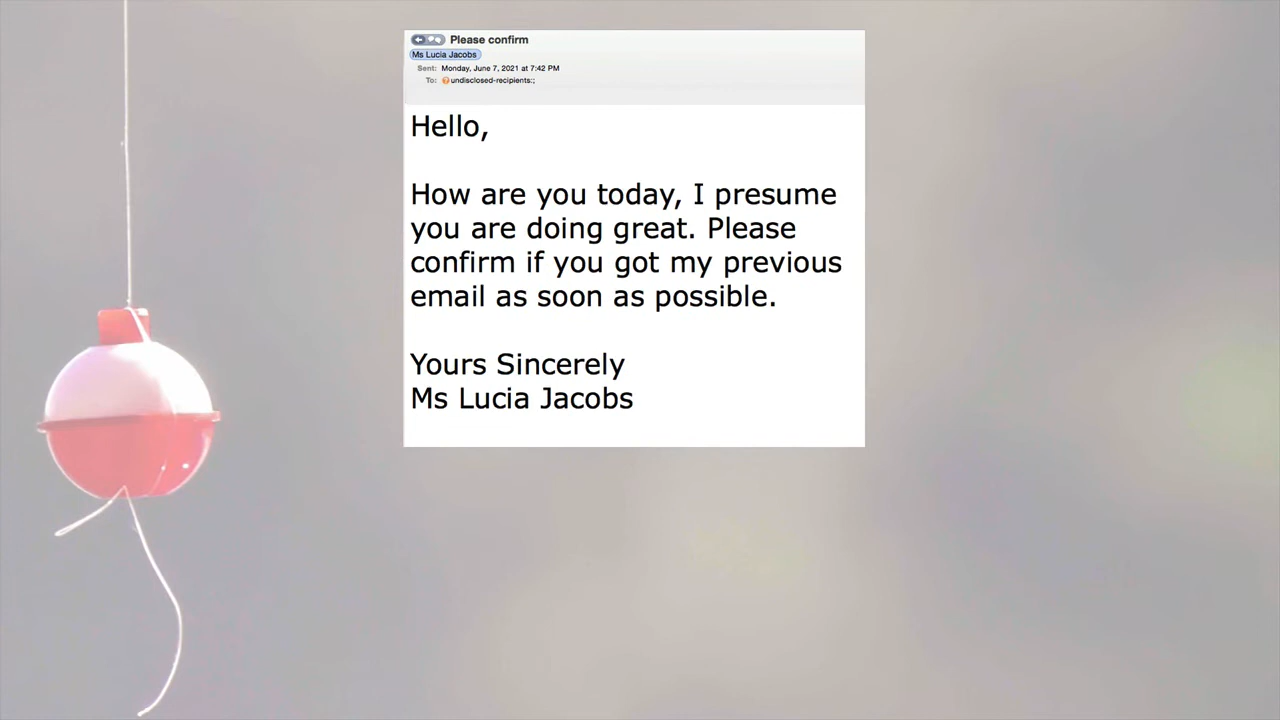 Please confirm
Ms Lucia Jacobs
Sent: Monday, June 7, 2021 at 7:42 PM
To: undisclosed-recipients:;
Hello,
How are you today, I presume
you are doing great. Please
confirm if you got my previous
email as soon as possible.
Yours Sincerely
Ms Lucia Jacobs